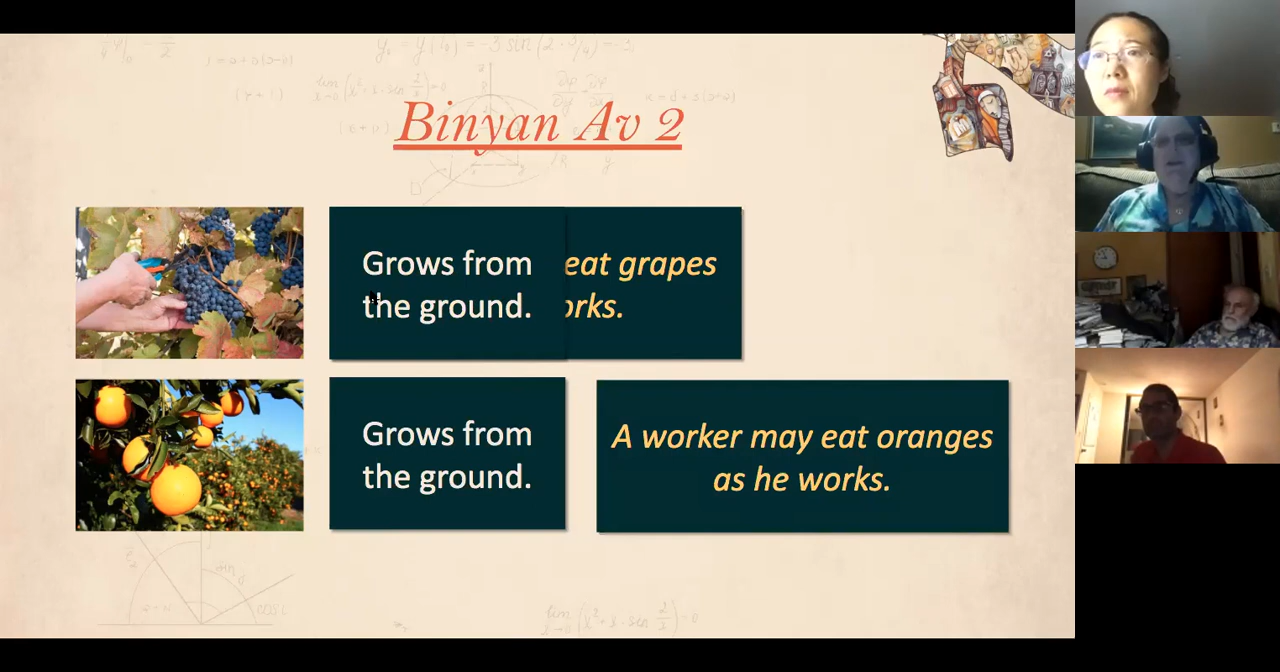 Binyan Av 2
Grows from
the ground.
eat grapes
orks.
Grows from
the ground.
A worker may eat oranges
as he works.